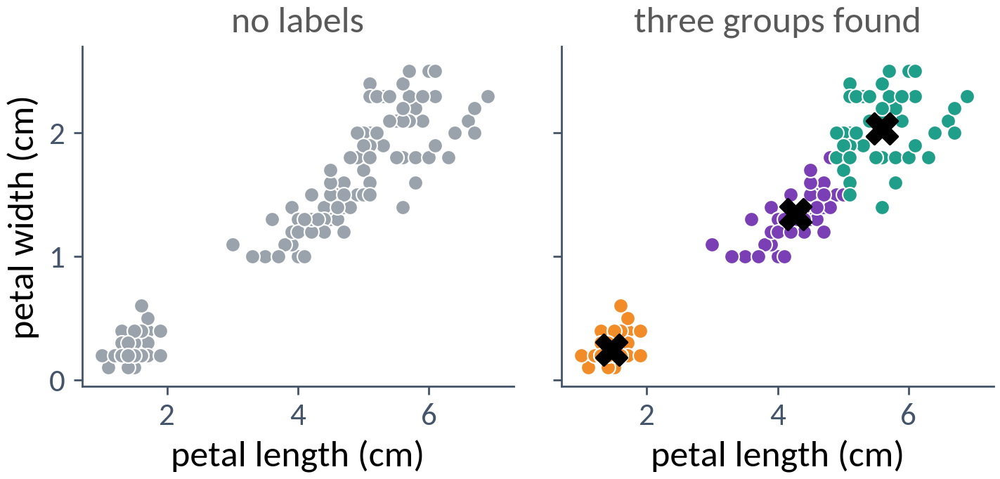 no labels
three groups found
petal width (cm)
2
1
0
2 4 6
2 4 6
petal length (cm)
petal length (cm)